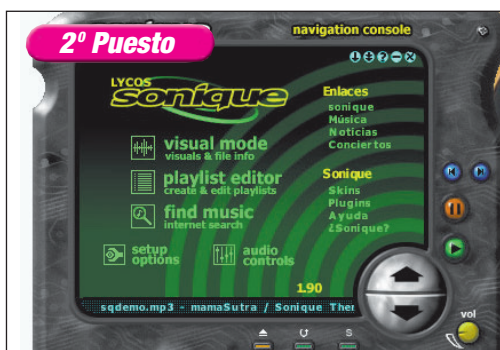 2º Puesto
navigation console
LYCOS
sonique
visual mode
visuals & file info
playlist editor
create & edit playlists
find music
internet search
setup
options
audio
controls
Enlaces
sonique
Música
Noticias
Conciertos
Sonique
Skins
Plugins
Ayuda
¿Sonique?
1.90
sqdemo.mp3 - mamaSutra / Sonique Ther
vol
S